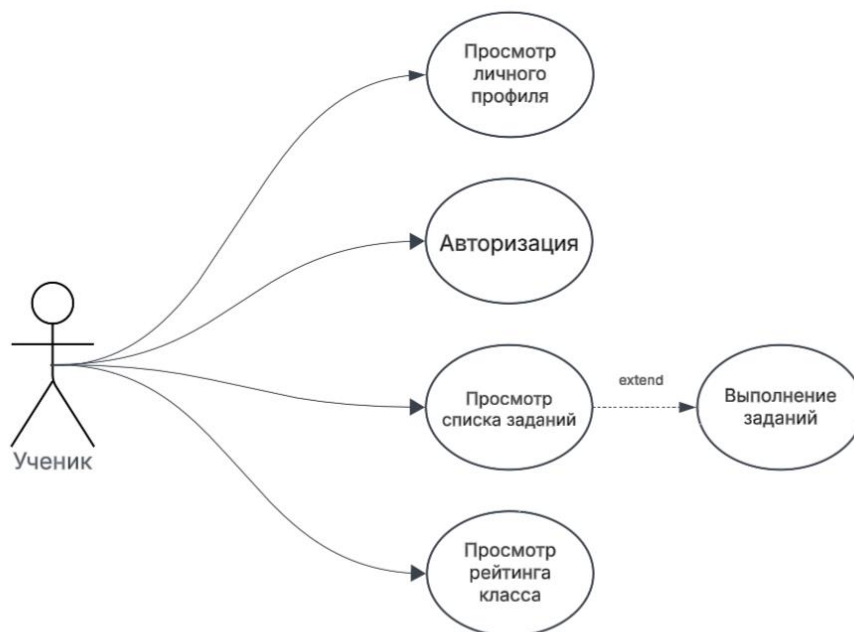 Просмотр
личного
профиля
Авторизация
Просмотр
списка заданий
extend
Выполнение
заданий
Ученик
Просмотр
рейтинга
класса